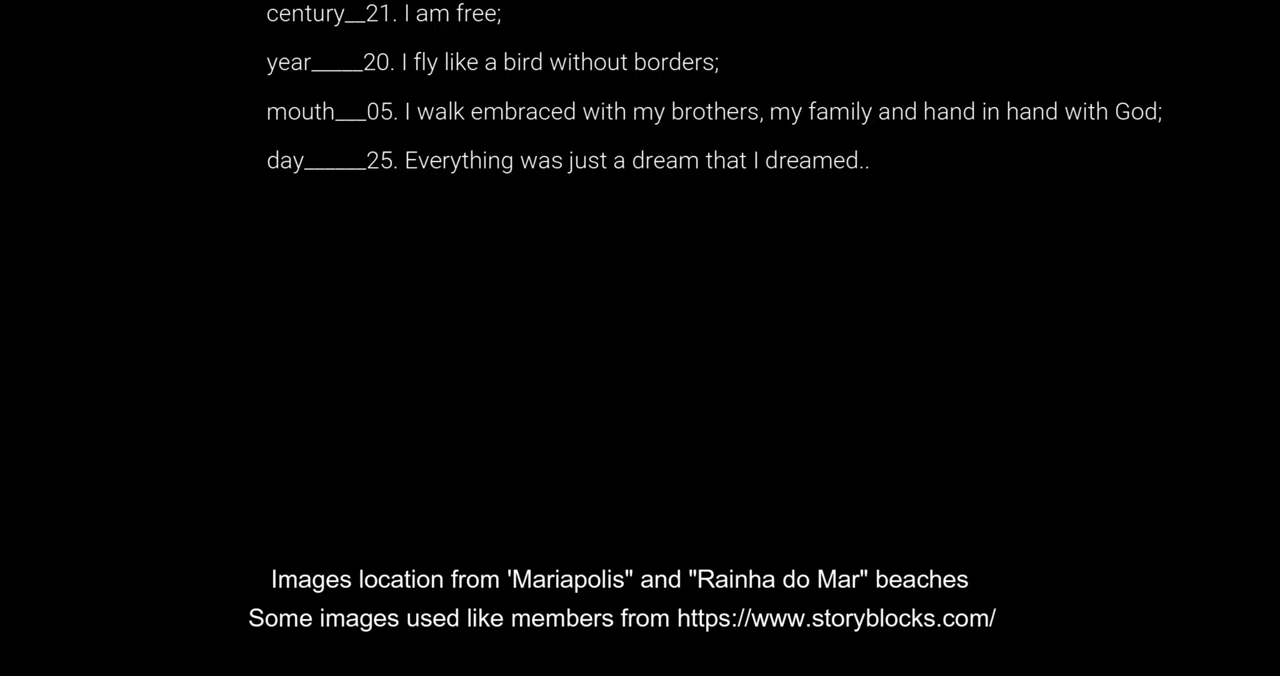 century__21. I am free;
year_____20. I fly like a bird without borders;
mouth___05. I walk embraced with my brothers, my family and hand in hand with God;
day______25. Everything was just a dream that I dreamed..
Images location from 'Mariapolis" and "Rainha do Mar" beaches
Some images used like members from https://www.storyblocks.com/